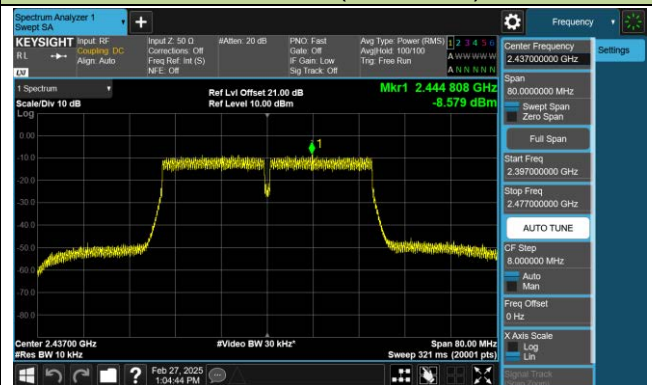 Spectrum Analyzer 1
Swept SA
Frequency
KEYSIGHT
RL
LXI
Input: RF
Coupling: DC
Align: Auto
Input Z: 50 Ω
Corrections: Off
Freq Ref: Int (S)
NFE: Off
#Atten: 20 dB
PNO: Fast
Gate: Off
IF Gain: Low
Sig Track: Off
Avg Type: Power (RMS)
Avg|Hold: 100/100
Trig: Free Run
1 2 3 4 5 6
A W W W W W
A N N N N N
1 Spectrum
Scale/Div 10 dB
Log
Ref Lvl Offset 21.00 dB
Ref Level 10.00 dBm
Mkr1 2.444 808 GHz
-8.579 dBm
1
0.00
-10.0
-20.0
-30.0
-40.0
-50.0
-60.0
-70.0
-80.0
Center 2.43700 GHz
#Res BW 10 kHz
#Video BW 30 kHz*
Span 80.00 MHz
Sweep 321 ms (20001 pts)
Feb 27, 2025
1:04:44 PM
Center Frequency
2.437000000 GHz
Settings
Span
80.0000000 MHz
Swept Span
Zero Span
Full Span
Start Freq
2.397000000 GHz
Stop Freq
2.477000000 GHz
AUTO TUNE
CF Step
8.000000 MHz
Auto
Man
Freq Offset
0 Hz
X Axis Scale
Log
Lin
Signal Track